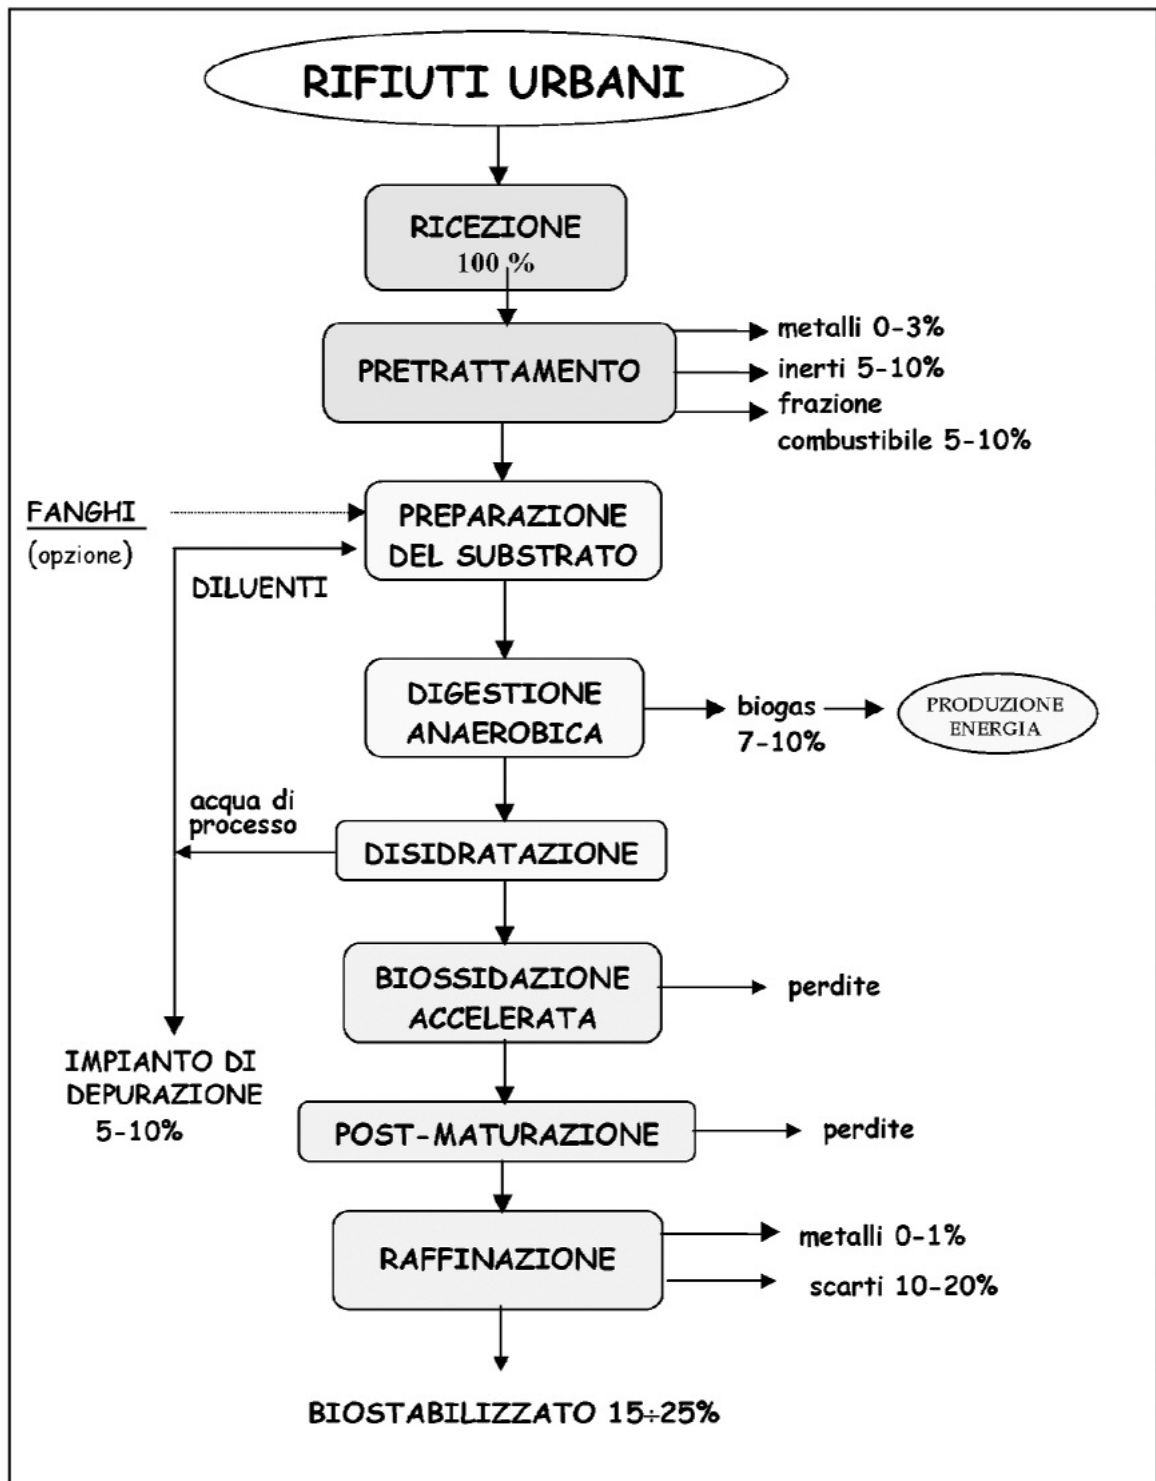 RIFIUTI URBANI
RICEZIONE
100 %
PRETRATTAMENTO
metalli 0-3%
inerti 5-10%
frazione
combustibile 5-10%
FANGHI
(opzione)
PREPARAZIONE
DEL SUBSTRATO
DILUENTI
DIGESTIONE
ANAEROBICA
biogas
7-10%
PRODUZIONE
ENERGIA
acqua di
processo
DISIDRATAZIONE
BIOSSIDAZIONE
ACCELERATA
perdite
IMPIANTO DI
DEPURAZIONE
5-10%
POST-MATURAZIONE
perdite
RAFFINAZIONE
metalli 0-1%
scarti 10-20%
BIOSTABILIZZATO 15÷25%